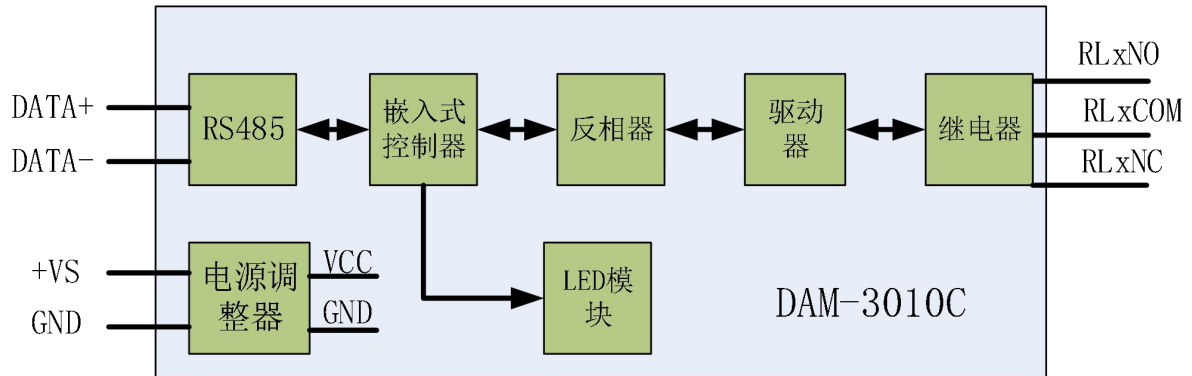 DATA+
DATA-
RS485
嵌入式
控制器
反相器
驱动
器
继电器
RLxNO
RLxCOM
RLxNC
+VS
GND
电源调
整器
VCC
GND
LED模
块
DAM-3010C